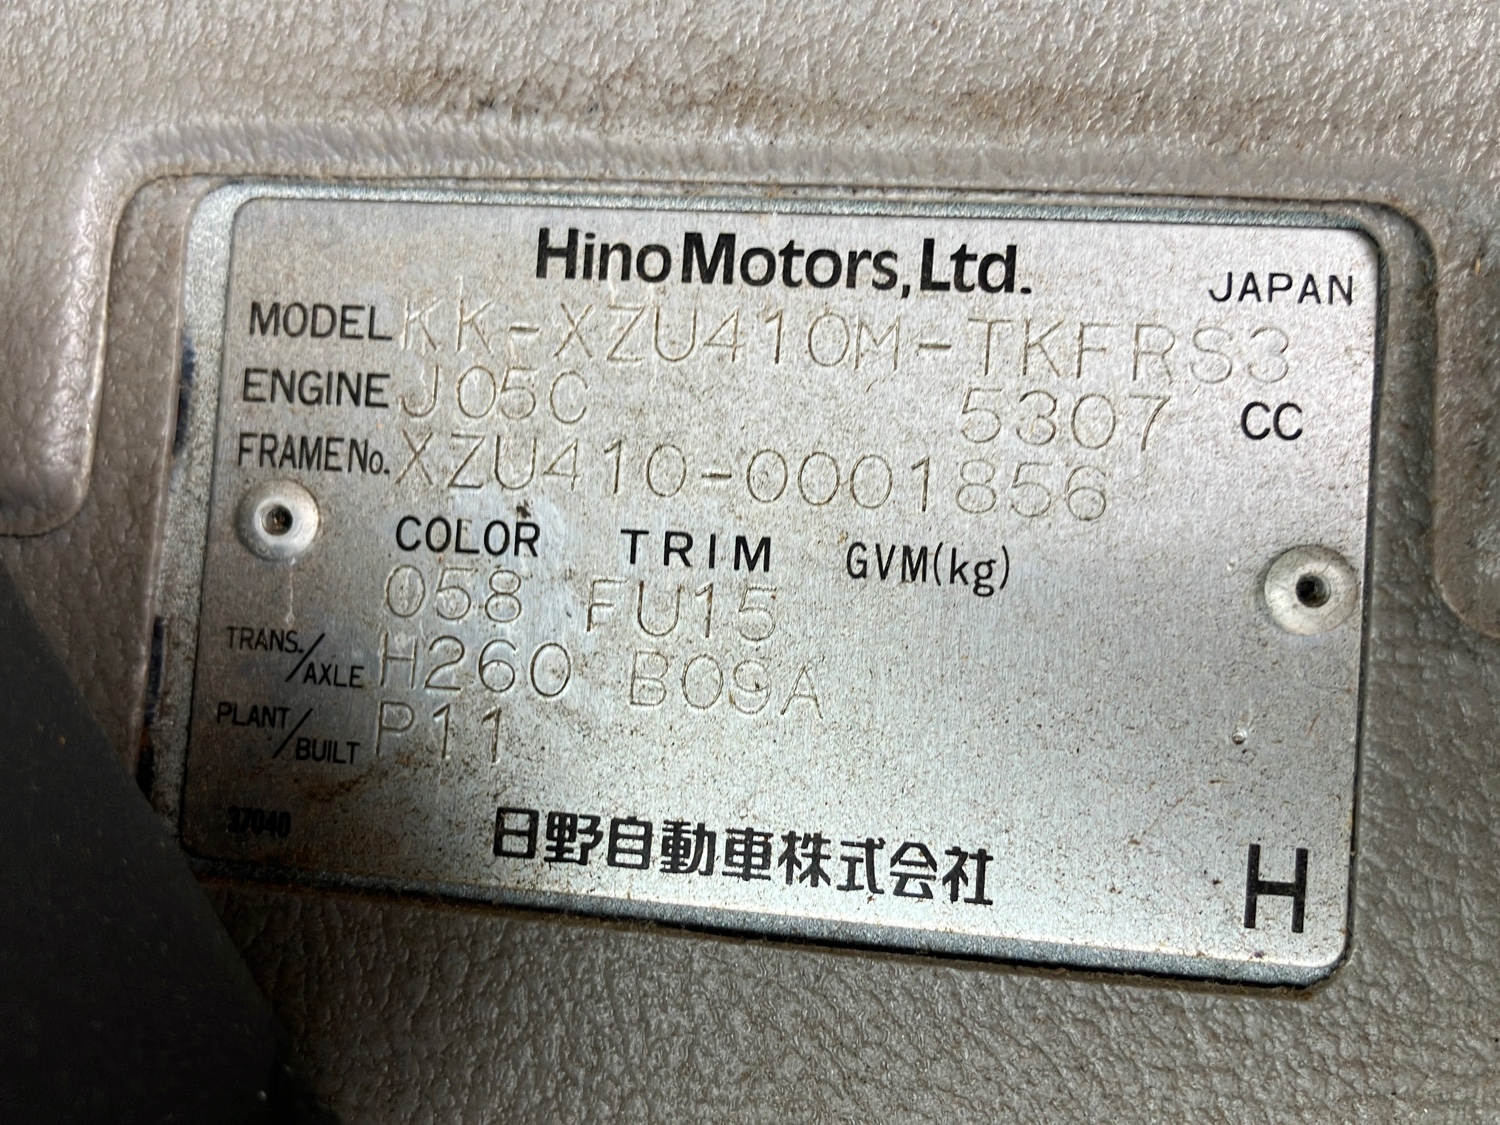 Hino Motors, Ltd.
JAPAN
MODEL KK-XZU410M-TKFRS3
ENGINE J05C 5307 CC
FRAME No. XZU410-0001856
COLOR TRIM GVM(kg)
058 FU15
TRANS./AXLE H260 B09A
PLANT/BUILT P11
37040
日野自動車株式会社
H